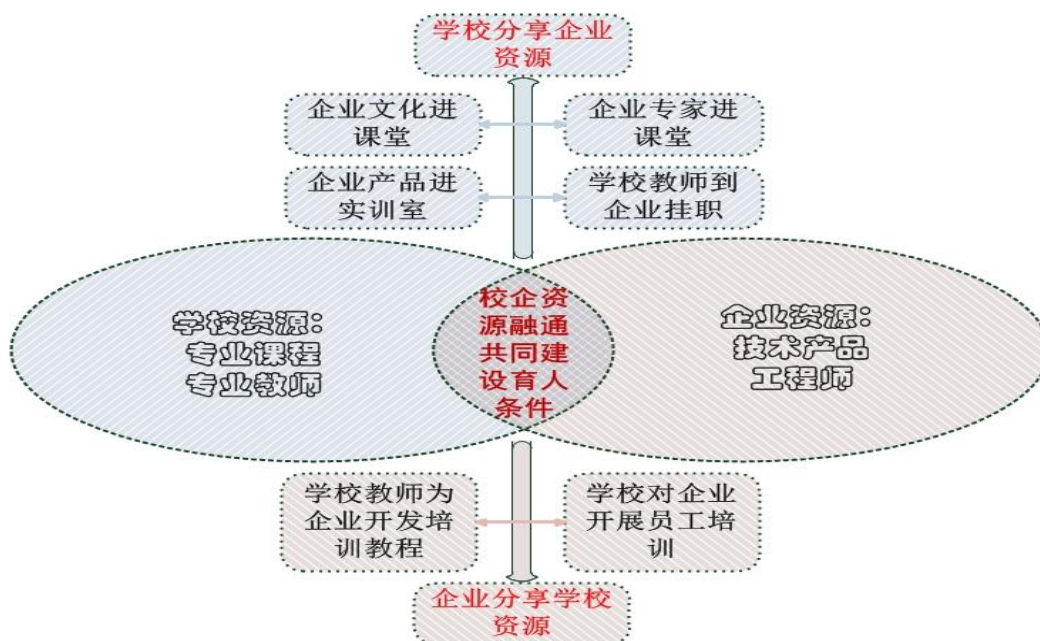 学校分享企业
资源
企业文化进
课堂
企业专家进
课堂
企业产品进
实训室
学校教师到
企业挂职
学校资源：
专业课程
专业教师
校企资
源融通
共同建
设育人
条件
企业资源：
技术产品
工程师
学校教师为
企业开发培
训教程
学校对企业
开展员工培
训
企业分享学校
资源